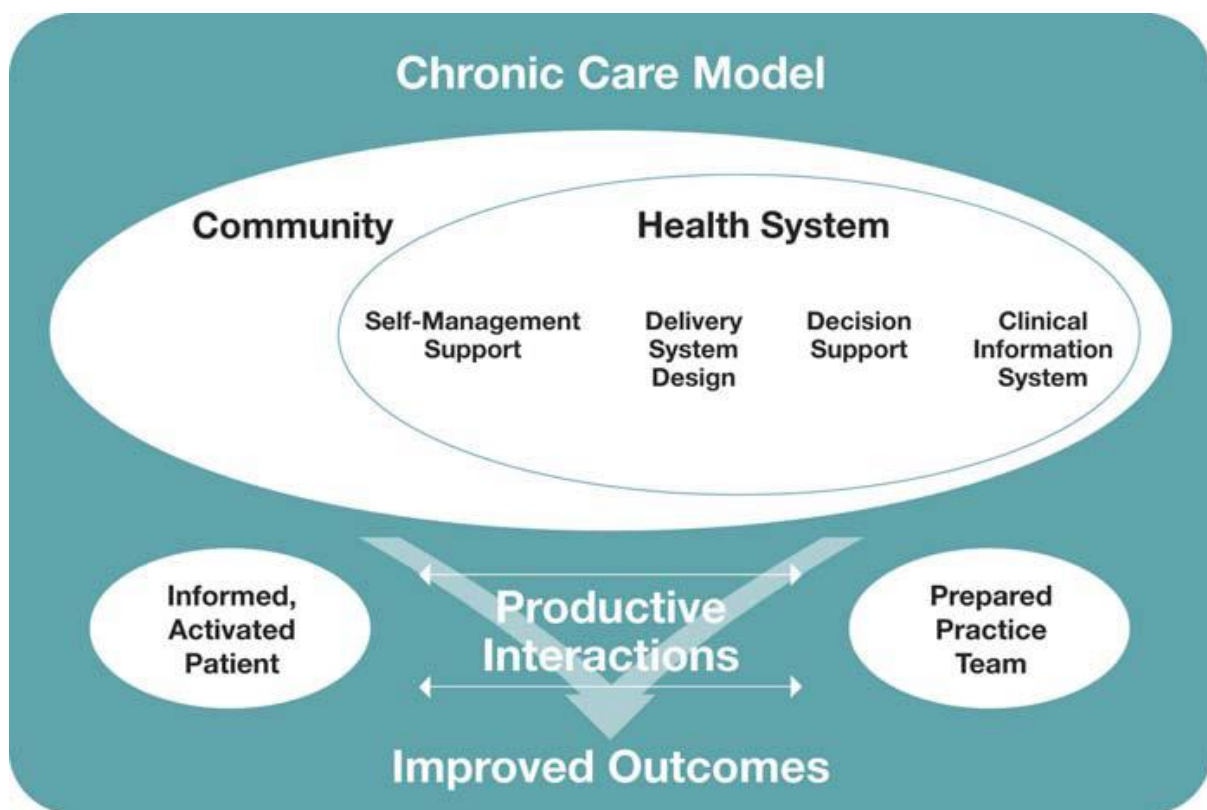 Chronic Care Model
Community
Health System
Self-Management
Support
Delivery
System
Design
Decision
Support
Clinical
Information
System
Informed,
Activated
Patient
Productive
Interactions
Prepared
Practice
Team
Improved Outcomes